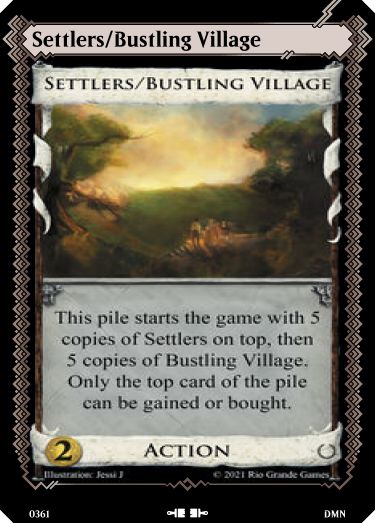 Settlers/Bustling Village
SETTLERS/BUSTLING VILLAGE
This pile starts the game with 5
copies of Settlers on top, then
5 copies of Bustling Village.
Only the top card of the pile
can be gained or bought.
2
ACTION
Illustration: Jessi J
© 2021 Rio Grande Games
0361
DMN